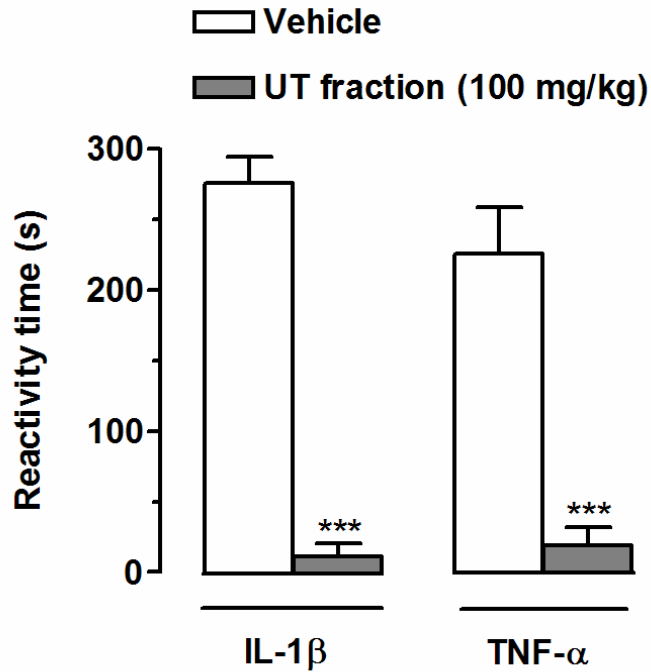 Vehicle
UT fraction (100 mg/kg)
Reactivity time (s)
300
200
100
0
***
***
IL-1β
TNF-α